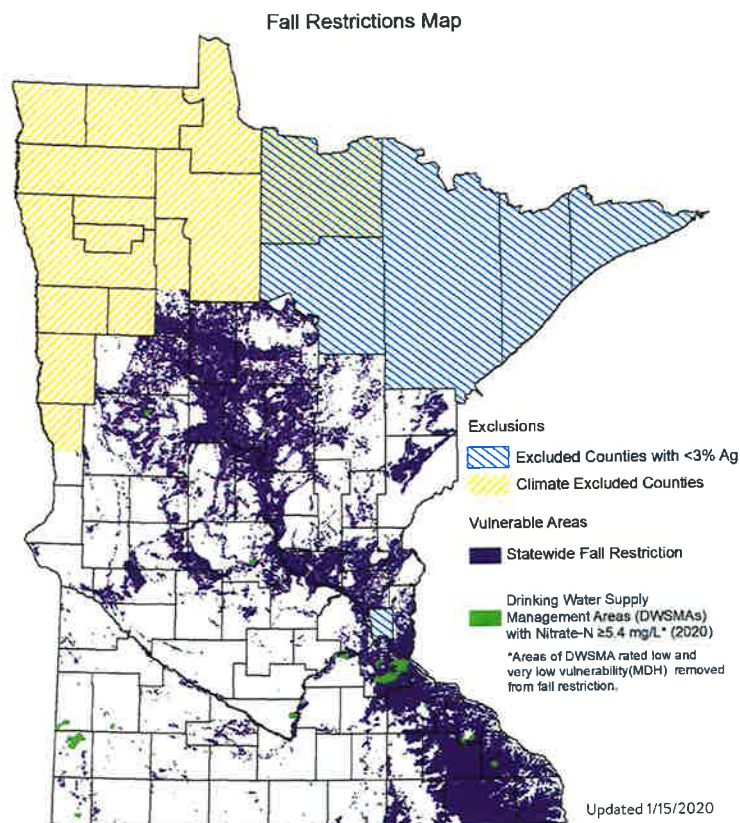 Fall Restrictions Map
Exclusions
Excluded Counties with <3% Ag
Climate Excluded Counties
Vulnerable Areas
Statewide Fall Restriction
Drinking Water Supply
Management Areas (DWSMAs)
with Nitrate-N ≥5.4 mg/L* (2020)
*Areas of DWSMA rated low and
very low vulnerability(MDH) removed
from fall restriction.
Updated 1/15/2020